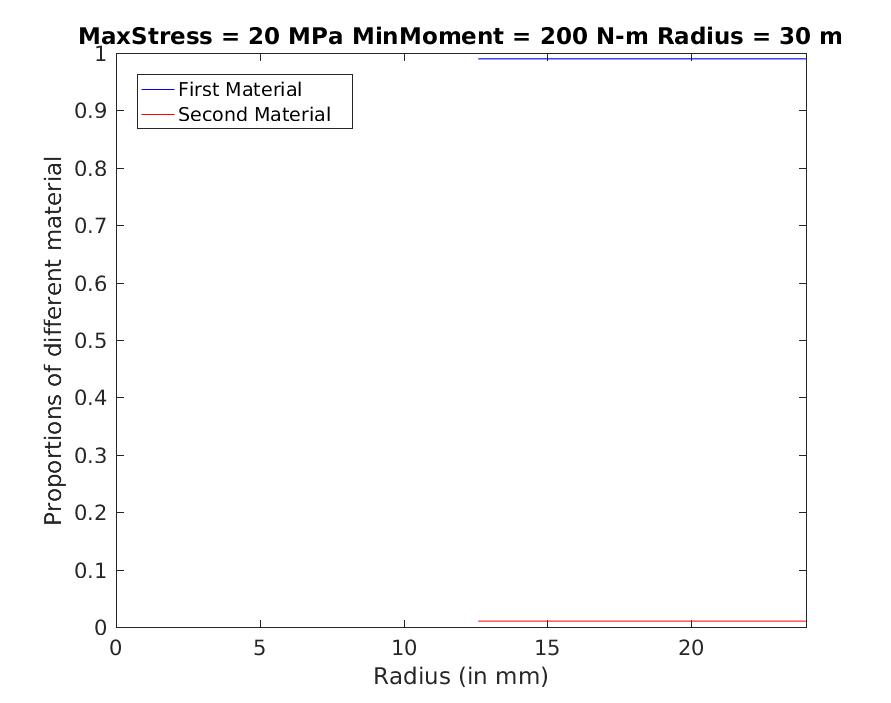 MaxStress = 20 MPa MinMoment = 200 N-m Radius = 30 m
1
First Material
Second Material
0.9
0.8
0.7
0.6
0.5
0.4
0.3
0.2
0.1
0
Proportions of different material
0 5 10 15 20
Radius (in mm)